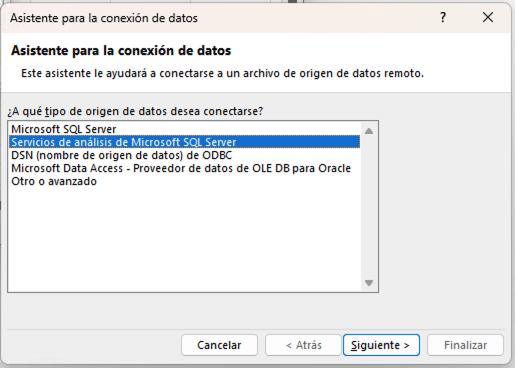 Asistente para la conexión de datos
?
Asistente para la conexión de datos
Este asistente le ayudará a conectarse a un archivo de origen de datos remoto.
¿A qué tipo de origen de datos desea conectarse?
Microsoft SQL Server
Servicios de análisis de Microsoft SQL Server
DSN (nombre de origen de datos) de ODBC
Microsoft Data Access - Proveedor de datos de OLE DB para Oracle
Otro o avanzado
Cancelar < Atrás Siguiente > Finalizar